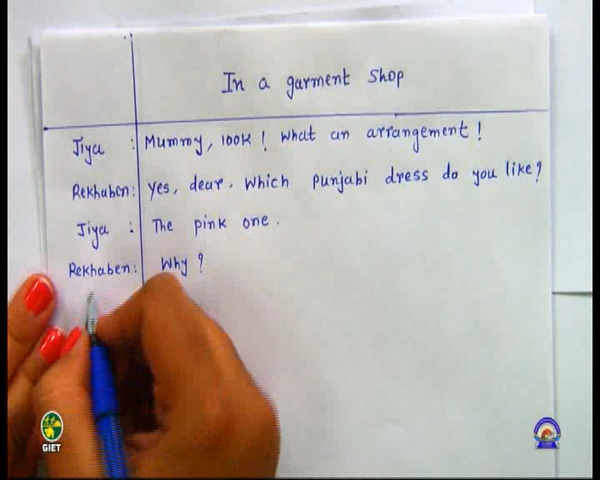 In a garment shop
Jiya : Mummy, look! What an arrangement!
Rekhaben: Yes, dear. Which punjabi dress do you like?
Jiya : The pink one.
Rekhaben: Why?
GIET